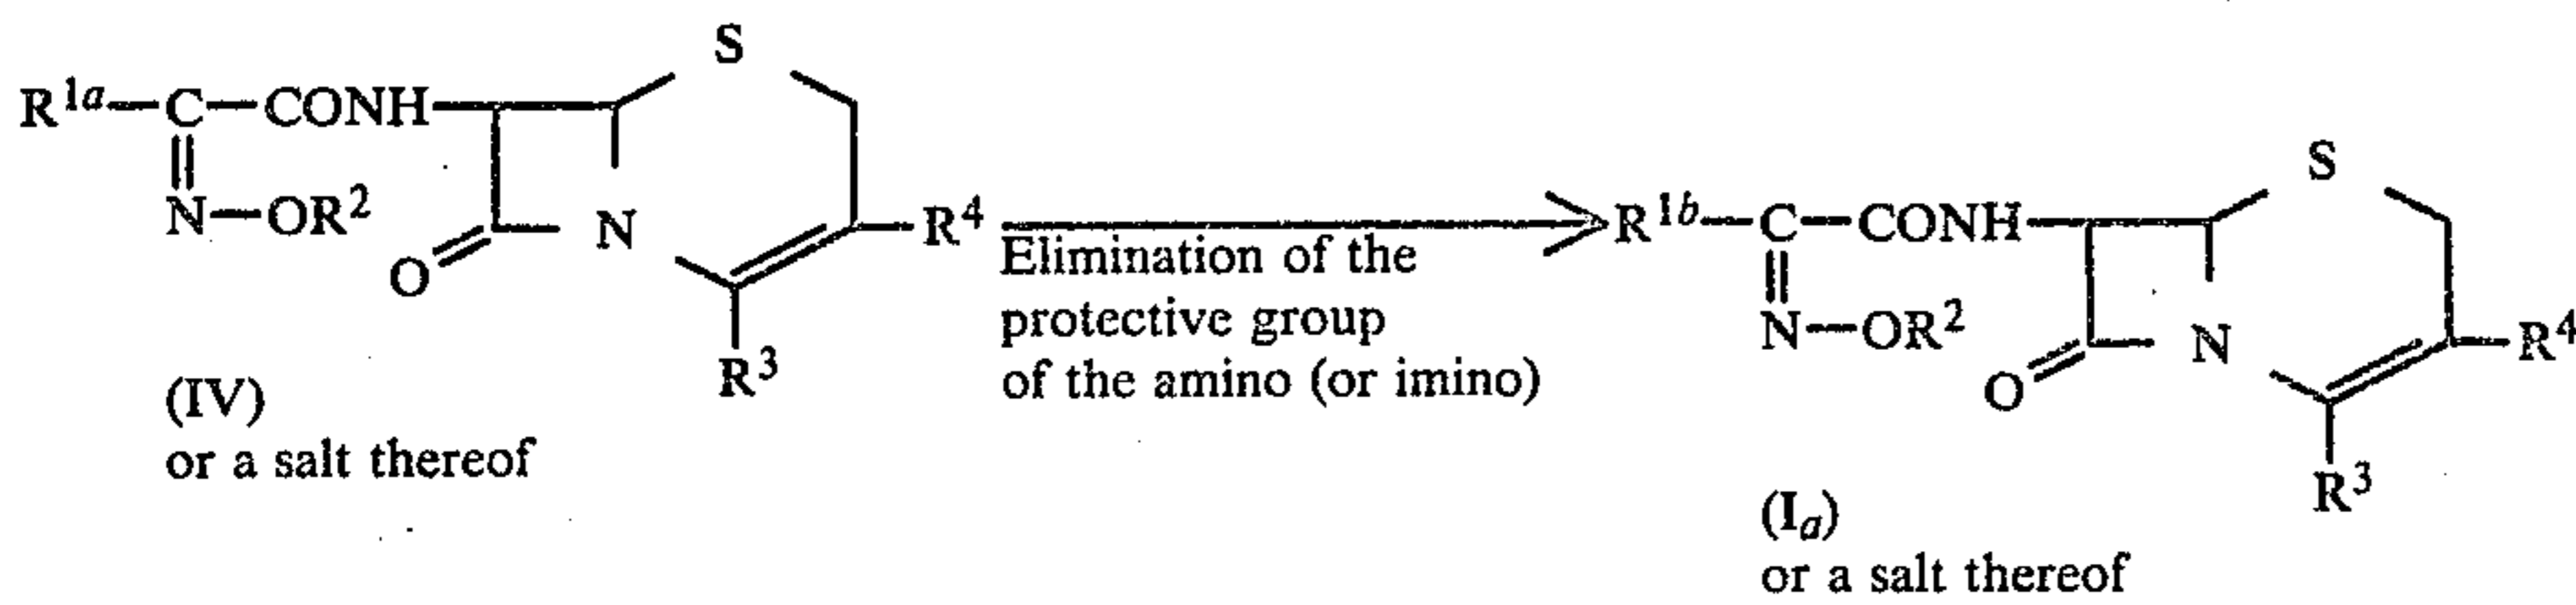 S
R¹ᵃ—C—CONH
N—OR²
N
R⁴
O
R³
(IV)
or a salt thereof
Elimination of the
protective group
of the amino (or imino)
S
R¹ᵇ—C—CONH
N—OR²
N
R⁴
O
R³
(Iₐ)
or a salt thereof